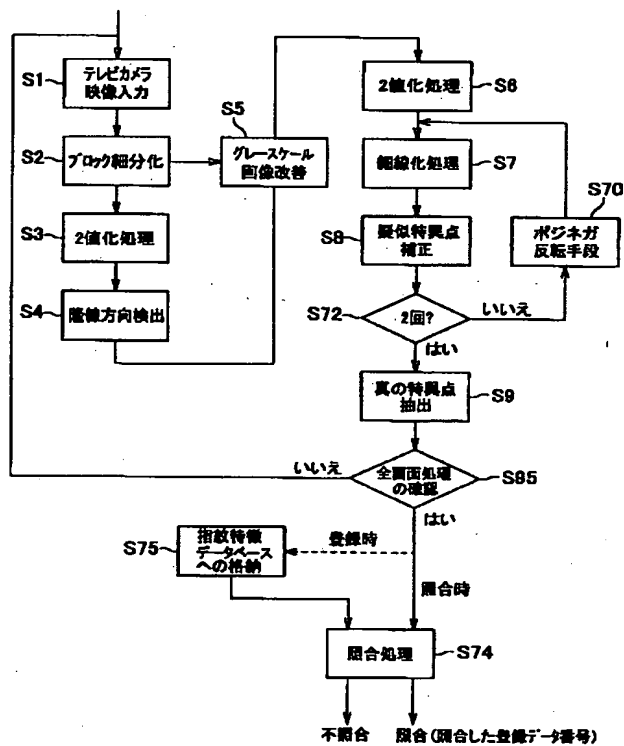 S1
テレビカメラ
映像入力
S2
ブロック細分化
S3
2値化処理
S4
隆線方向検出
S5
グレースケール
画像改善
2値化処理
S6
細線化処理
S7
S8
疑似特異点
補正
S70
ポジネガ
反転手段
S72
2回?
いいえ
はい
真の特異点
抽出
S9
いいえ
全画面処理
の確認
S85
はい
S75
指紋特徴
データベース
への格納
登録時
照合時
照合処理
S74
不照合
照合(照合した登録データ番号)